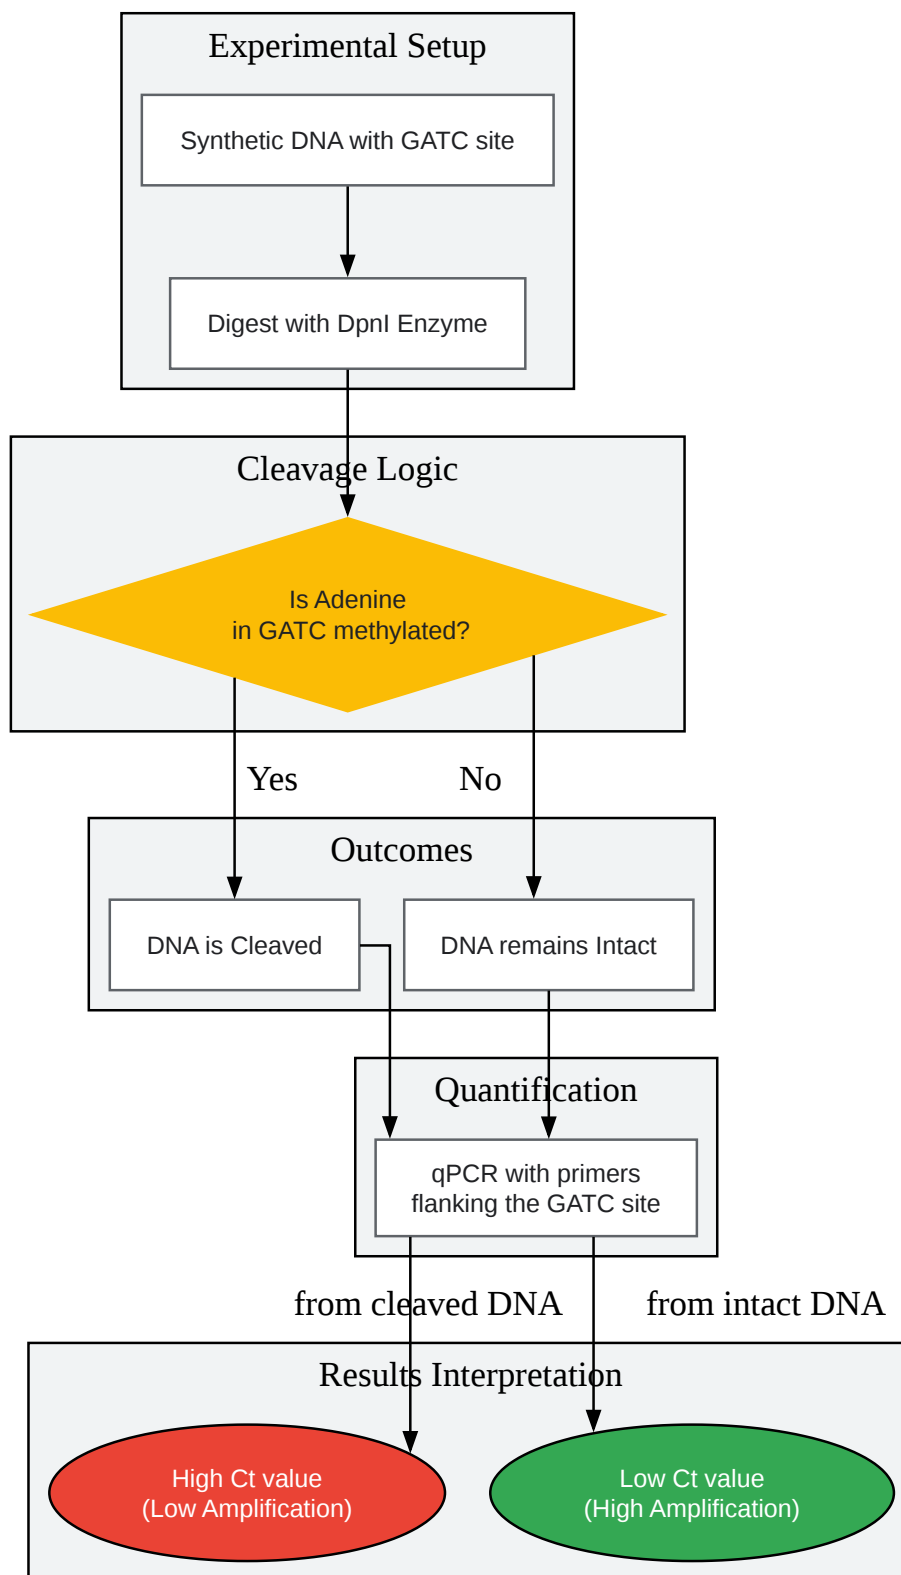 Experimental Setup
Synthetic DNA with GATC site
Digest with DpnI Enzyme
Cleavage Logic
Is Adenine
in GATC methylated?
Yes
No
Outcomes
DNA is Cleaved
DNA remains Intact
Quantification
qPCR with primers
flanking the GATC site
from cleaved DNA
from intact DNA
Results Interpretation
High Ct value
(Low Amplification)
Low Ct value
(High Amplification)